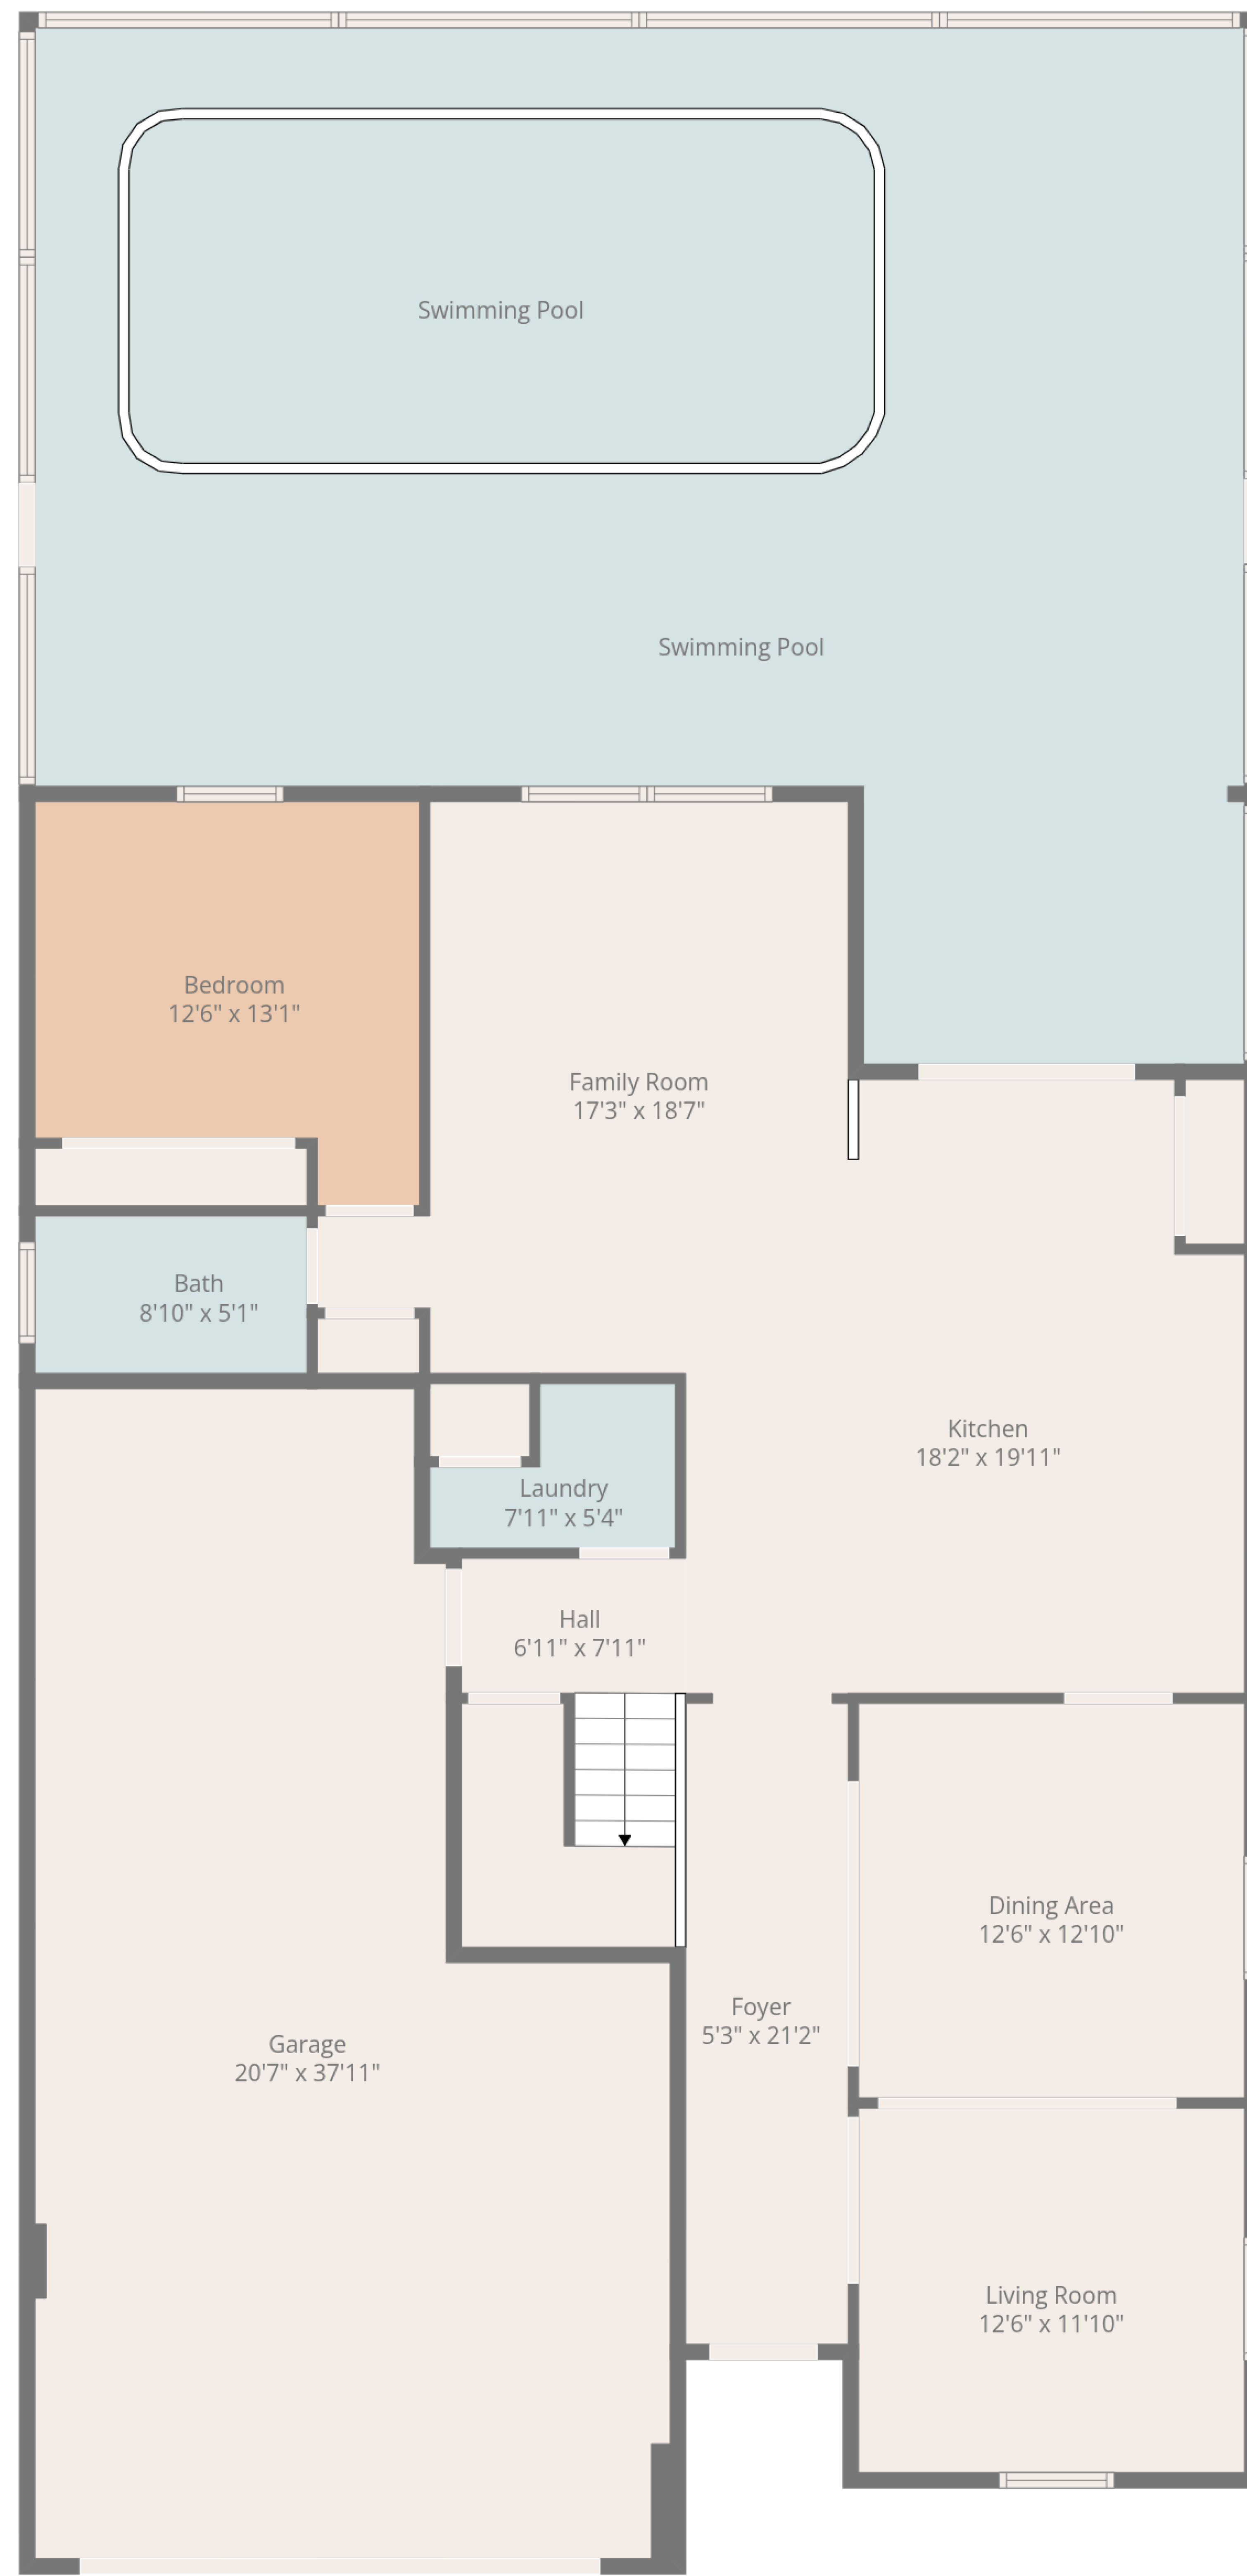 Swimming Pool
Swimming Pool
Bedroom
12'6" x 13'1"
Family Room
17'3" x 18'7"
Bath
8'10" x 5'1"
Kitchen
18'2" x 19'11"
Laundry
7'11" x 5'4"
Hall
6'11" x 7'11"
Dining Area
12'6" x 12'10"
Foyer
5'3" x 21'2"
Garage
20'7" x 37'11"
Living Room
12'6" x 11'10"